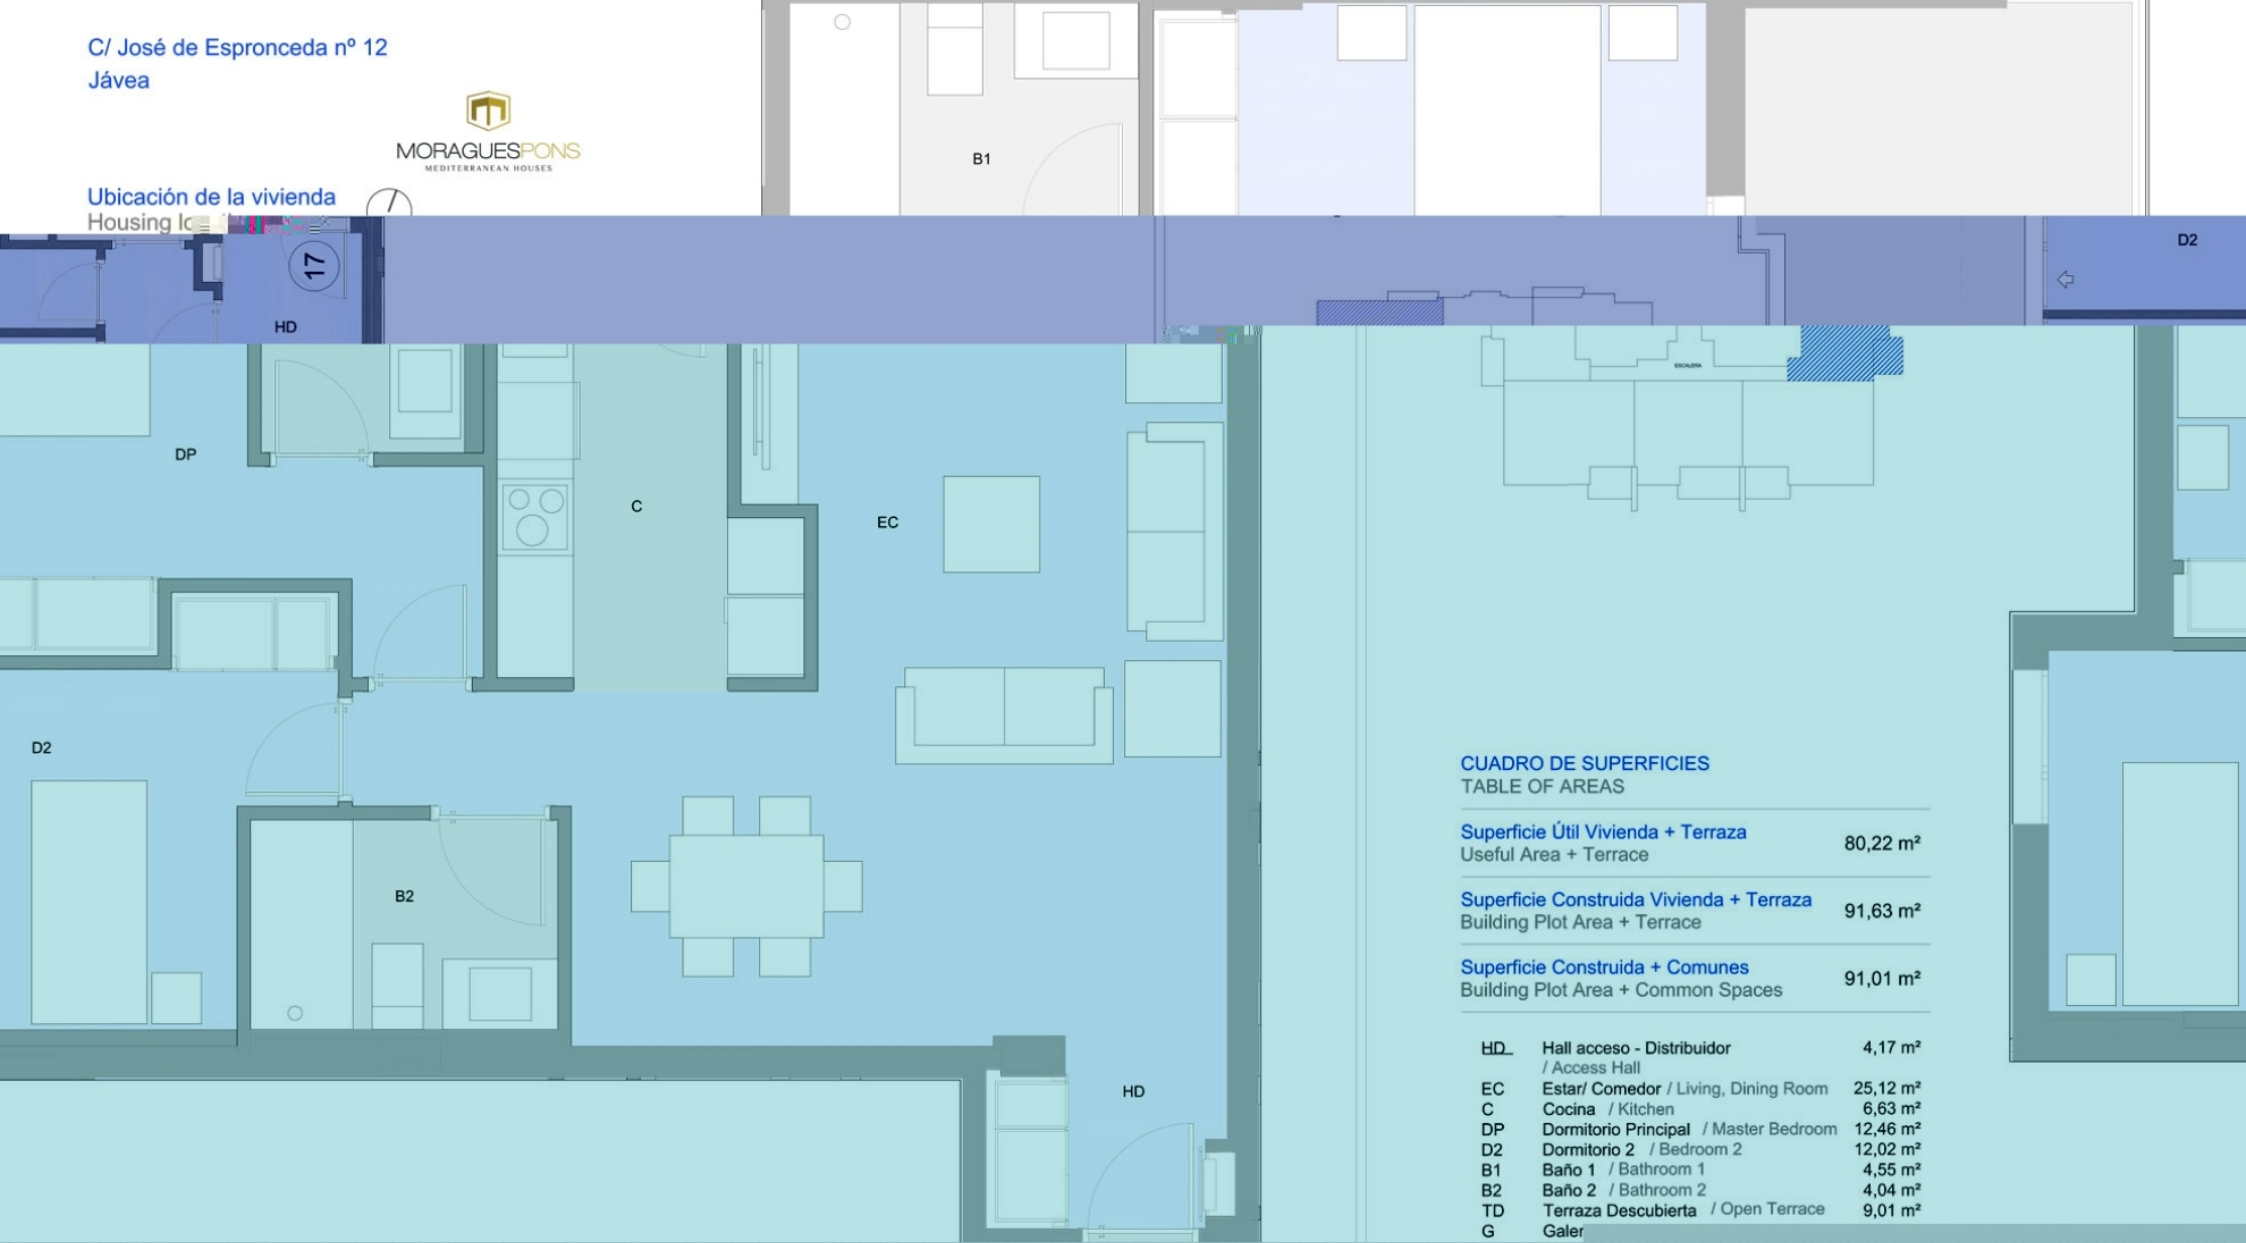 C/ José de Espronceda nº 12
Jávea
MORAGUESPONS
MEDITERRANEAN HOUSES
Ubicación de la vivienda
Housing
B1
17
HD
D2
DP
C
EC
ESCALERA
D2
B2
HD
CUADRO DE SUPERFICIES
TABLE OF AREAS
Superficie Útil Vivienda + Terraza
Useful Area + Terrace
80,22 m²
Superficie Construida Vivienda + Terraza
Building Plot Area + Terrace
91,63 m²
Superficie Construida + Comunes
Building Plot Area + Common Spaces
91,01 m²
HD Hall acceso - Distribuidor 4,17 m²
/ Access Hall
EC Estar/ Comedor / Living, Dining Room 25,12 m²
C Cocina / Kitchen 6,63 m²
DP Dormitorio Principal / Master Bedroom 12,46 m²
D2 Dormitorio 2 / Bedroom 2 12,02 m²
B1 Baño 1 / Bathroom 1 4,55 m²
B2 Baño 2 / Bathroom 2 4,04 m²
TD Terraza Descubierta / Open Terrace 9,01 m²
G Galer